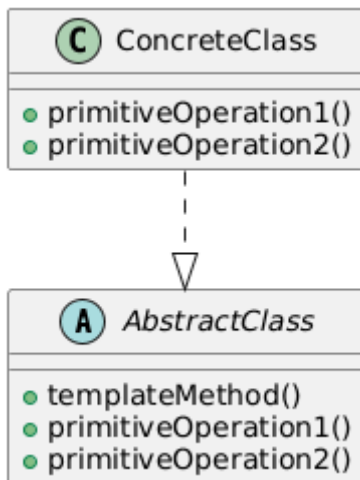 C ConcreteClass
primitiveOperation1()
primitiveOperation2()
A AbstractClass
templateMethod()
primitiveOperation1()
primitiveOperation2()